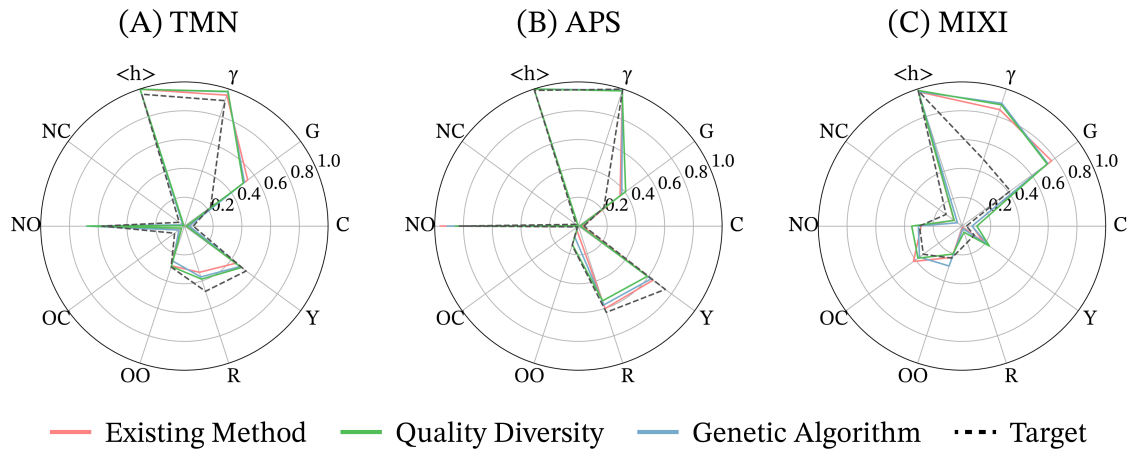 (A) TMN
(B) APS
(C) MIXI
<h>
γ
G
1.0
0.8
0.6
0.4
0.2
C
Y
R
OO
OC
NO
NC
<h>
γ
G
1.0
0.8
0.6
0.4
0.2
C
Y
R
OO
OC
NO
NC
<h>
γ
G
1.0
0.8
0.6
0.4
0.2
C
Y
R
OO
OC
NO
NC
Existing Method
Quality Diversity
Genetic Algorithm
Target